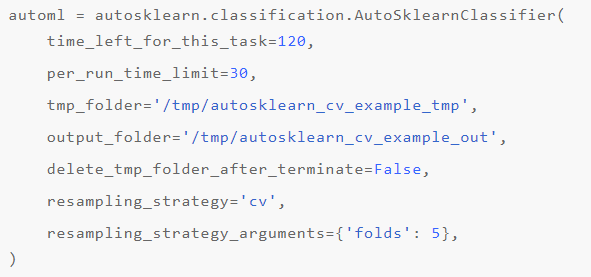 automl = autosklearn.classification.AutoSklearnClassifier(
    time_left_for_this_task=120,
    per_run_time_limit=30,
    tmp_folder='/tmp/autosklearn_cv_example_tmp',
    output_folder='/tmp/autosklearn_cv_example_out',
    delete_tmp_folder_after_terminate=False,
    resampling_strategy='cv',
    resampling_strategy_arguments={'folds': 5},
)